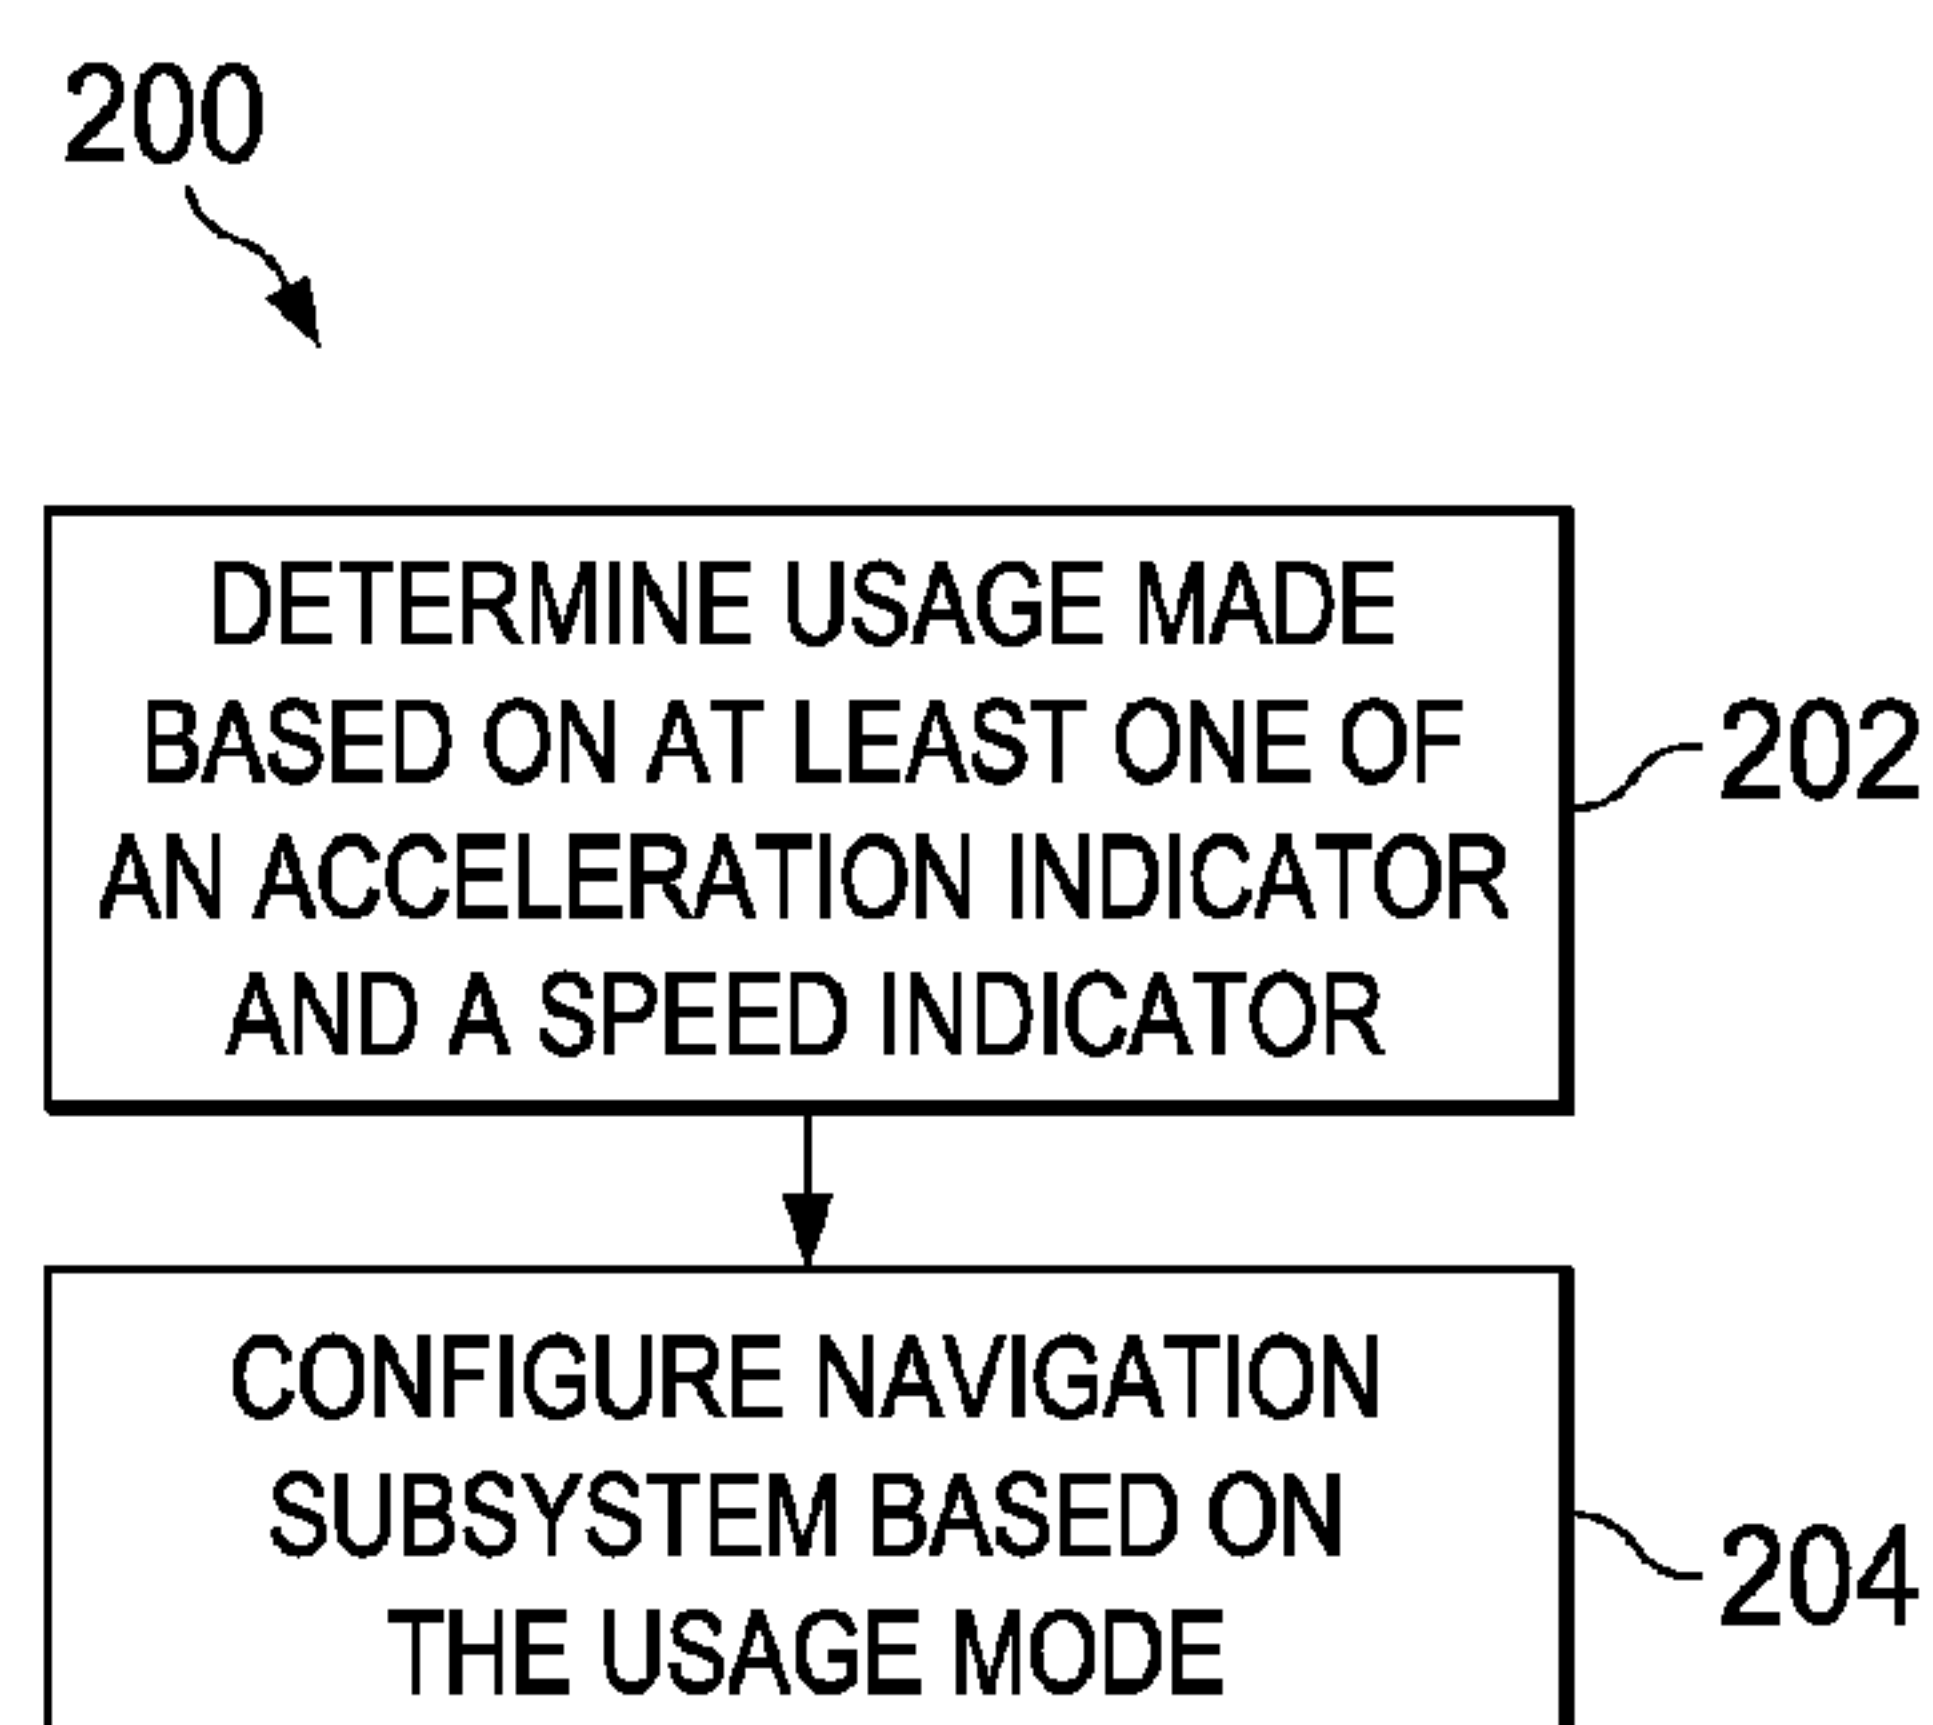 200
DETERMINE USAGE MADE
BASED ON AT LEAST ONE OF
AN ACCELERATION INDICATOR
AND A SPEED INDICATOR
202
CONFIGURE NAVIGATION
SUBSYSTEM BASED ON
THE USAGE MODE
204